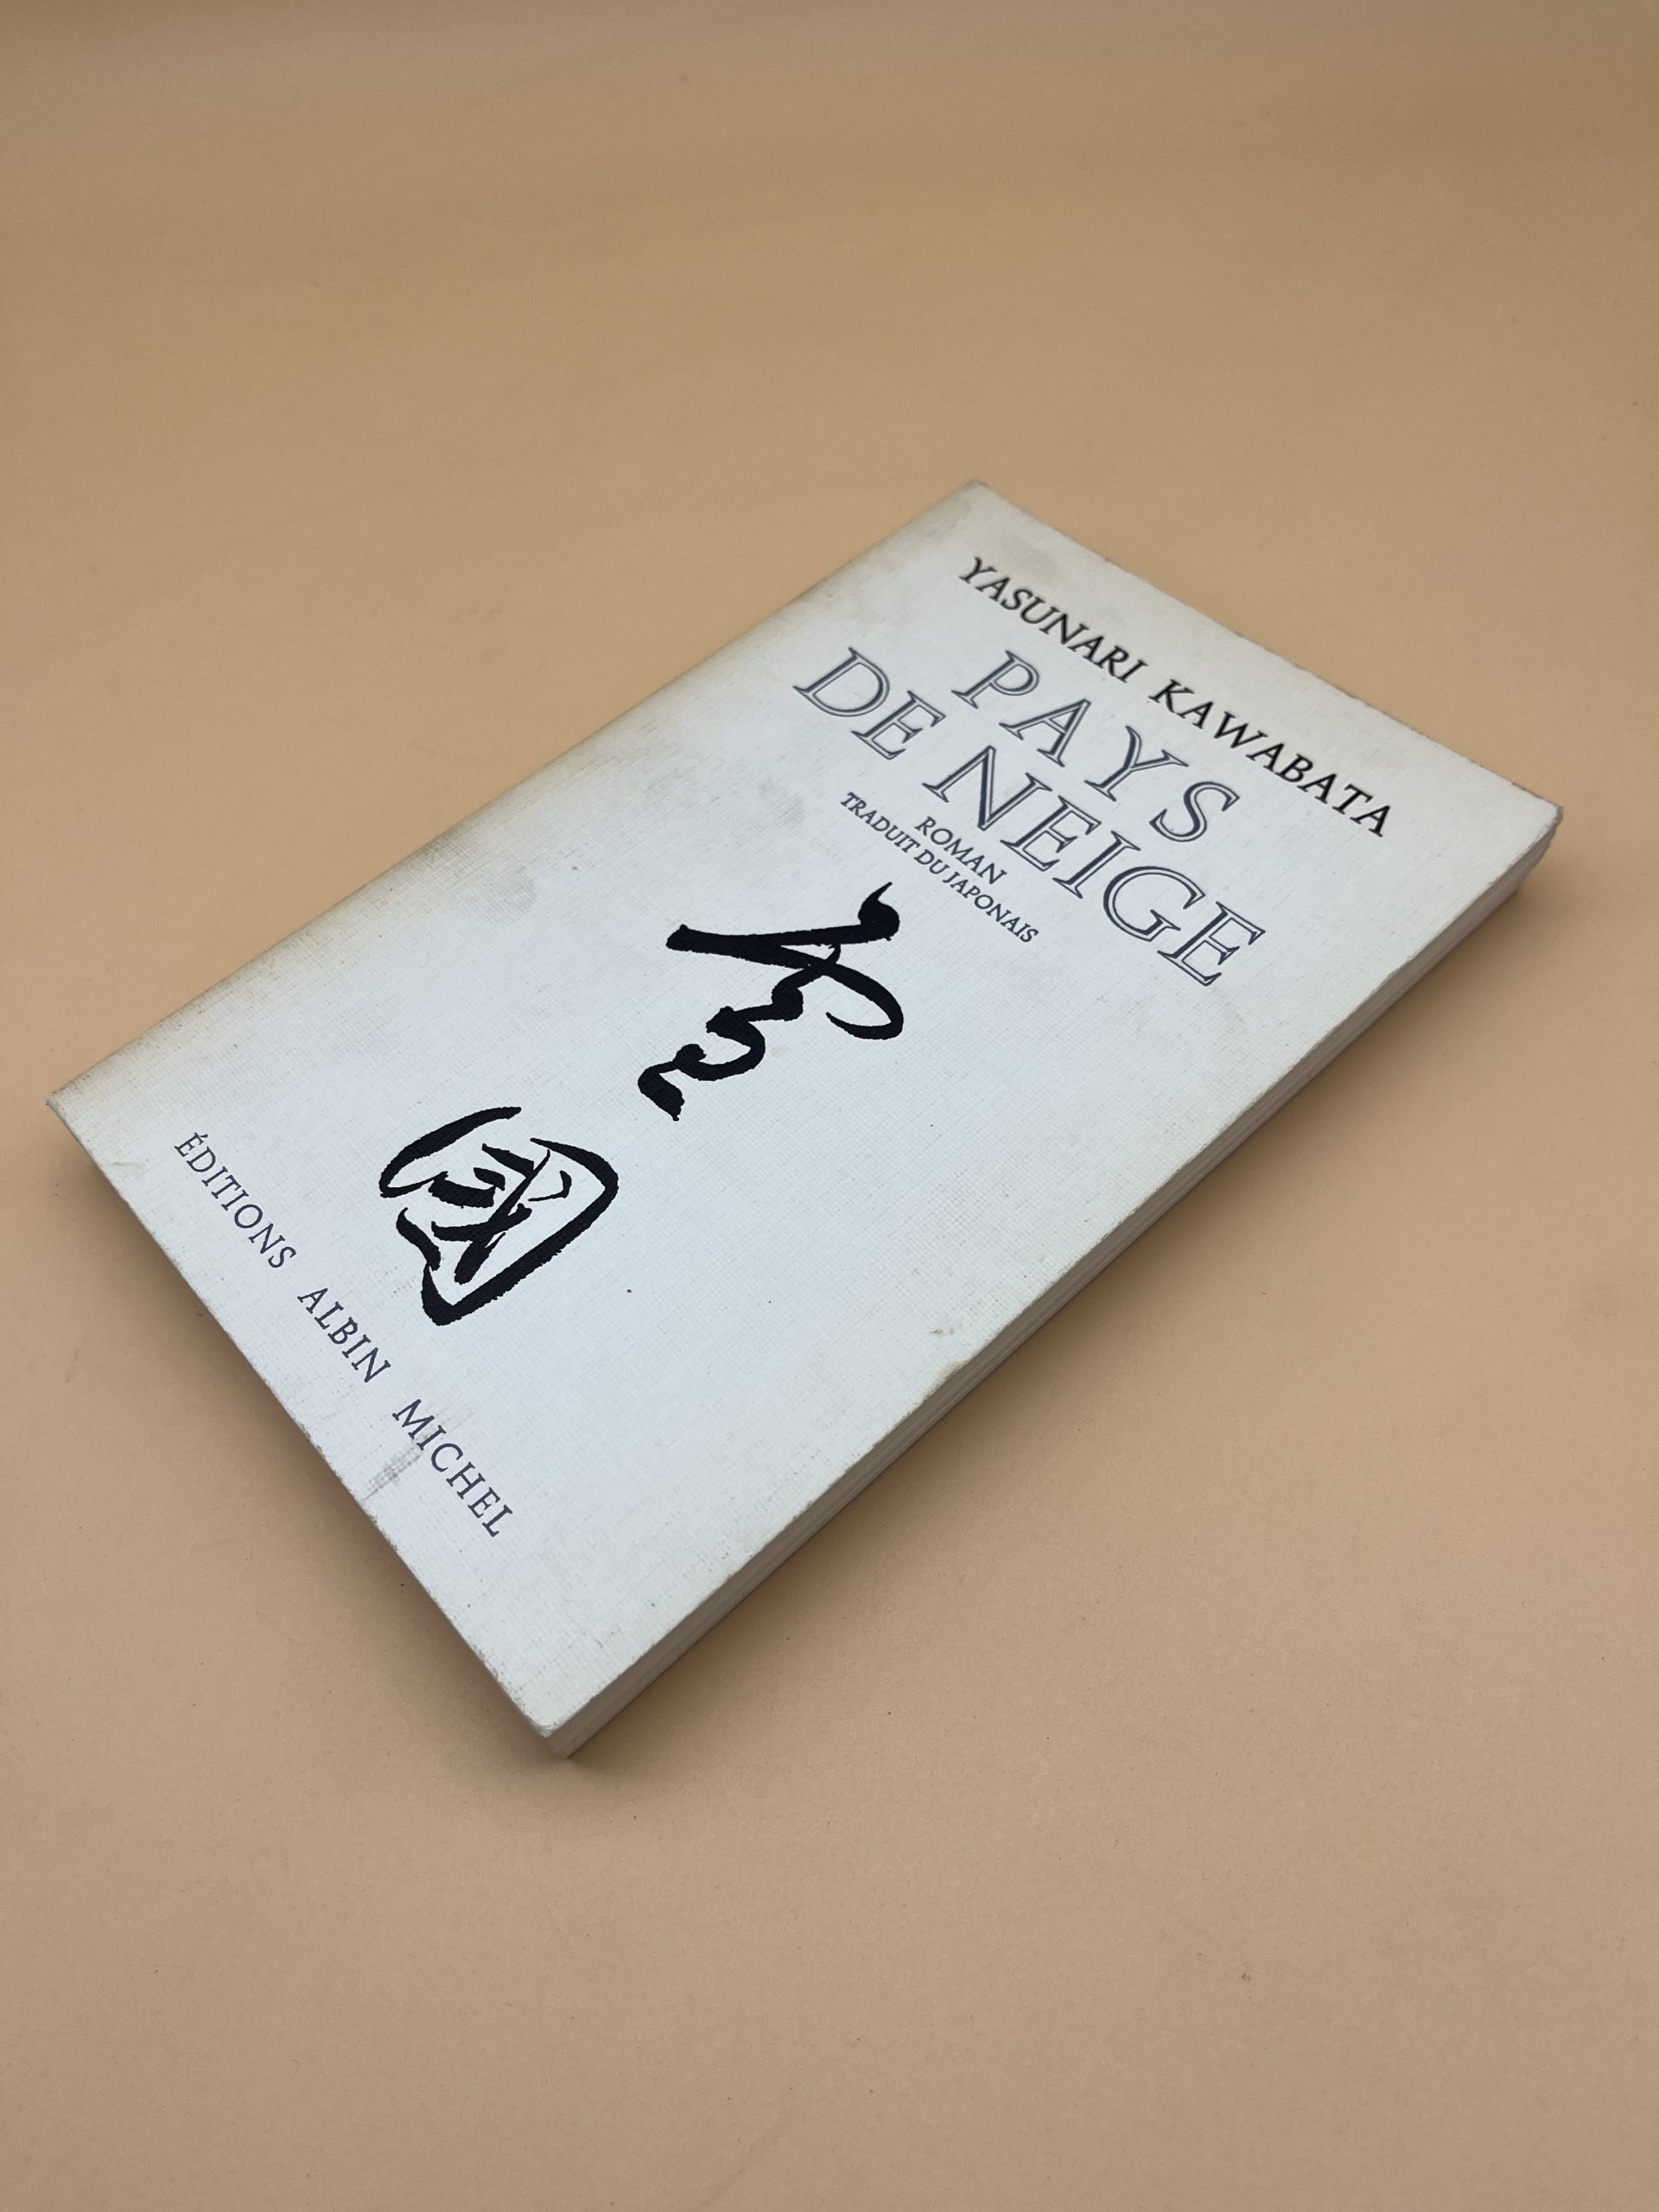 YASUNARI KAWABATA
PAYS
DE NEIGE
ROMAN
TRADUIT DU JAPONAIS
雪
國
ÉDITIONS ALBIN MICHEL